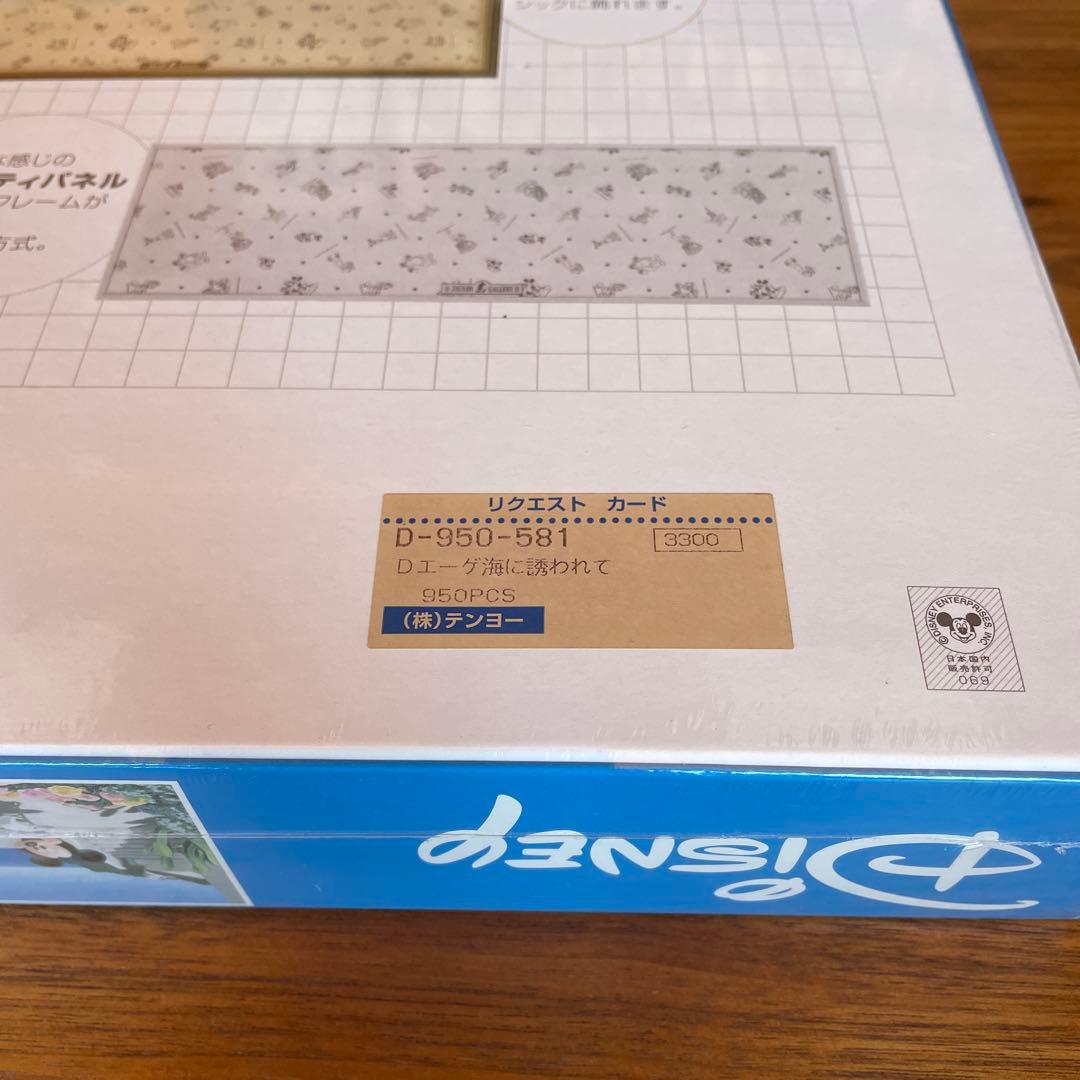 シックに飾れます。
な感じの
ティパネル
フレームが
方式。
リクエスト カード
D-950-581
3300
Dエーゲ海に誘われて
950PCS
(株)テンヨー
© DISNEY ENTERPRISES, INC.
日本国内
販売許可
069
Disney